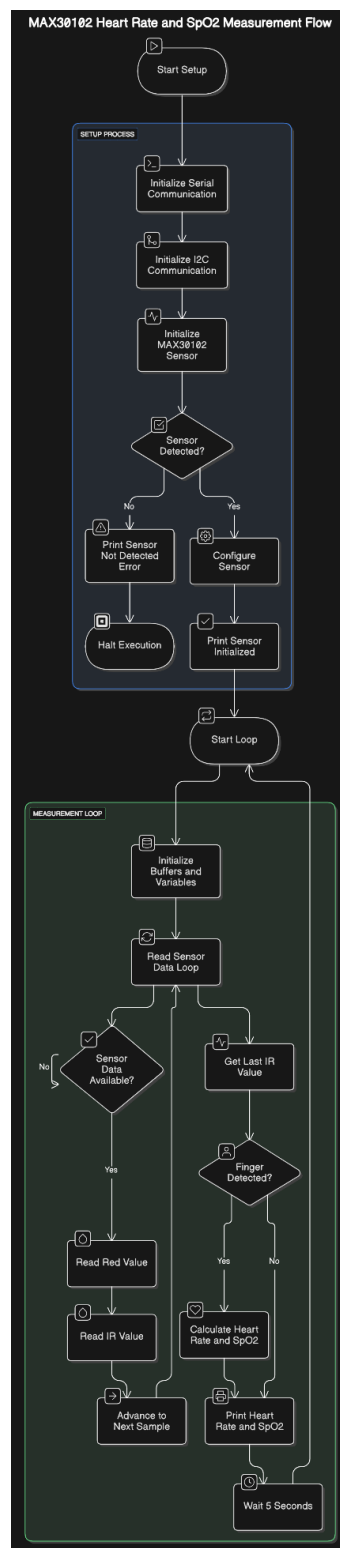 MAX30102 Heart Rate and SpO2 Measurement Flow
Start Setup
SETUP PROCESS
Initialize Serial
Communication
Initialize I2C
Communication
Initialize
MAX30102
Sensor
Sensor
Detected?
No
Yes
Print Sensor
Not Detected
Error
Configure
Sensor
Halt Execution
Print Sensor
Initialized
Start Loop
MEASUREMENT LOOP
Initialize
Buffers and
Variables
Read Sensor
Data Loop
No
Sensor
Data
Available?
Get Last IR
Value
Yes
Finger
Detected?
Read Red Value
Yes
No
Read IR Value
Calculate Heart
Rate and SpO2
Advance to
Next Sample
Print Heart
Rate and SpO2
Wait 5 Seconds